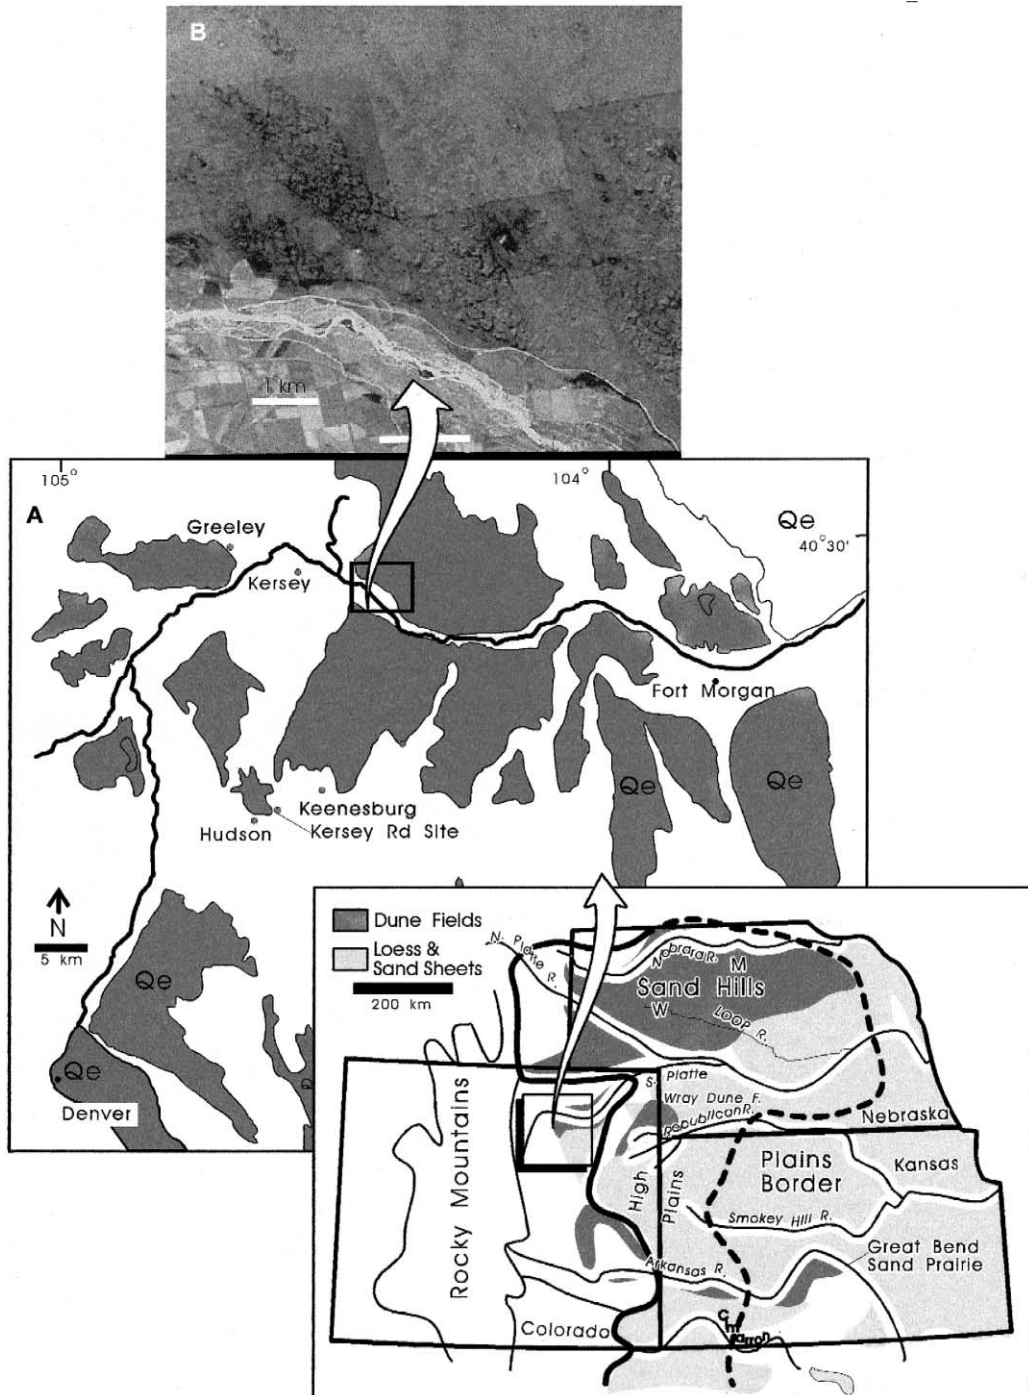 B
1 km
105°
104°
A
Qe
40°30'
Greeley
Kersey
Fort Morgan
Qe
Qe
Keenesburg
Kersey Rd Site
Hudson
N
5 km
Qe
Qe
Denver
Dune Fields
Loess &
Sand Sheets
200 km
N. Platte R.
Niobrara R.
M
Sand Hills
W
LOOP R.
S. Platte
Wray Dune F.
Republican R.
Nebraska
Rocky Mountains
High
Plains
Plains
Border
Kansas
Smokey Hill R.
Great Bend
Sand Prairie
Arkansas R.
Colorado
Cimarron